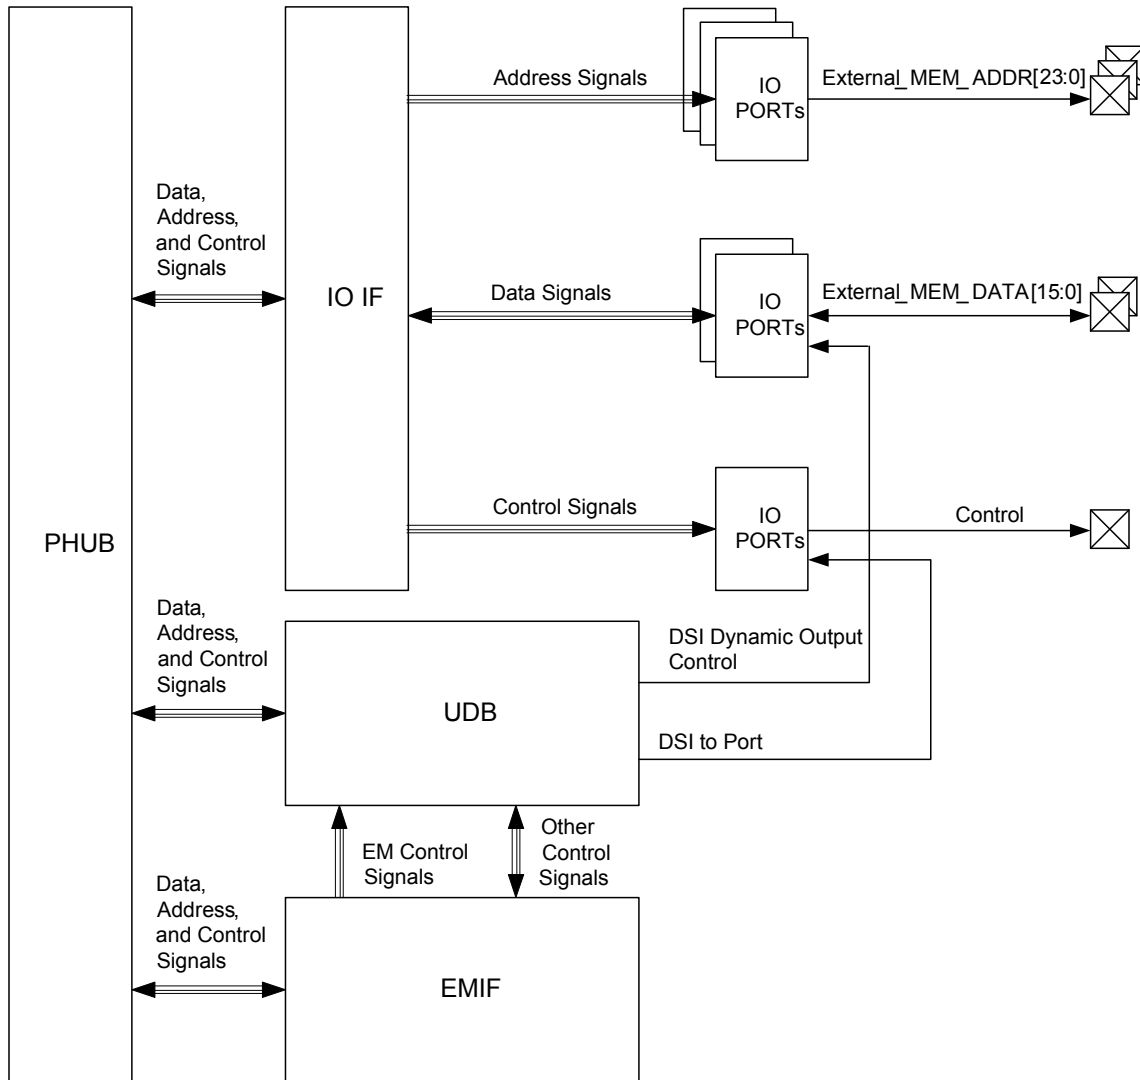 Address Signals
IO
PORTs
External_MEM_ADDR[23:0]
Data,
Address,
and Control
Signals
IO IF
Data Signals
IO
PORTs
External_MEM_DATA[15:0]
Control Signals
IO
PORTs
Control
PHUB
Data,
Address,
and Control
Signals
DSI Dynamic Output
Control
UDB
DSI to Port
EM Control
Signals
Other
Control
Signals
Data,
Address,
and Control
Signals
EMIF